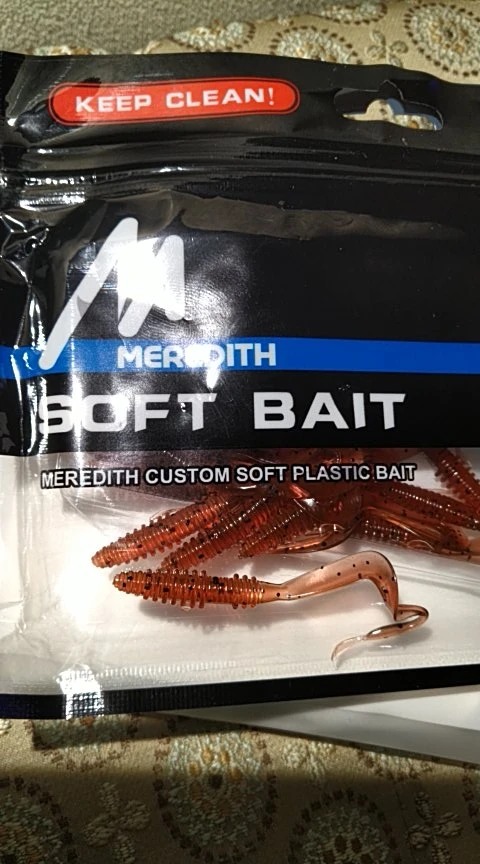 KEEP CLEAN!
MEREDITH
SOFT BAIT
MEREDITH CUSTOM SOFT PLASTIC BAIT